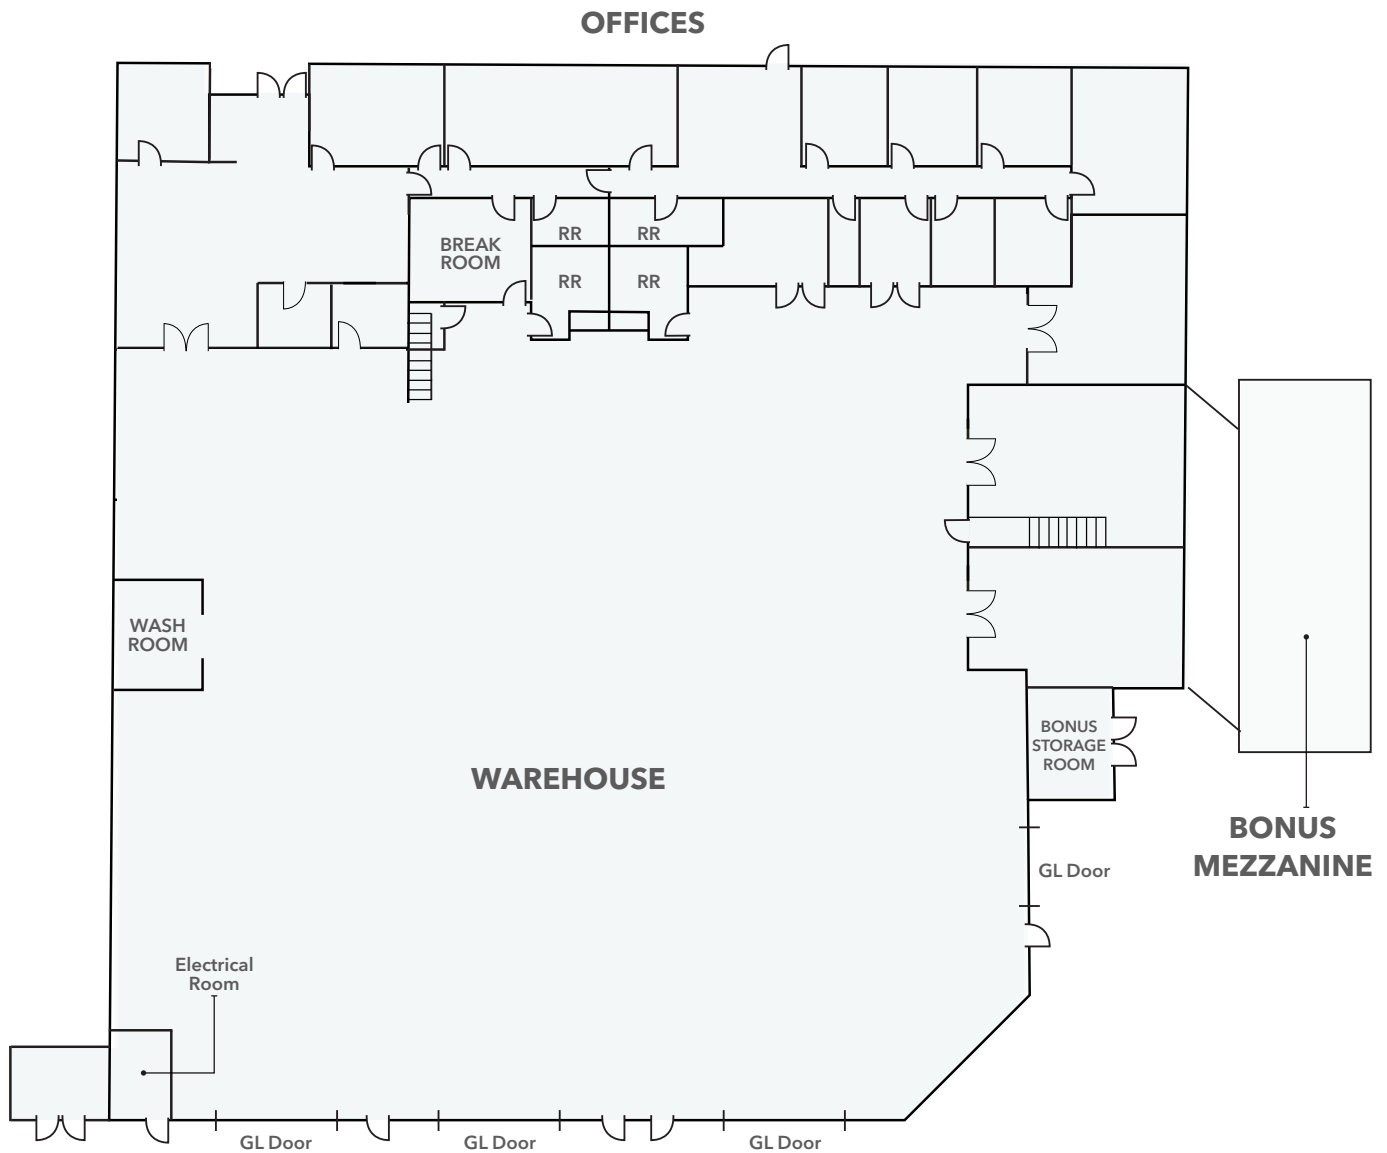 OFFICES
BREAK
ROOM
RR
RR
RR
RR
WASH
ROOM
BONUS
STORAGE
ROOM
WAREHOUSE
BONUS
MEZZANINE
GL Door
Electrical
Room
GL Door
GL Door
GL Door